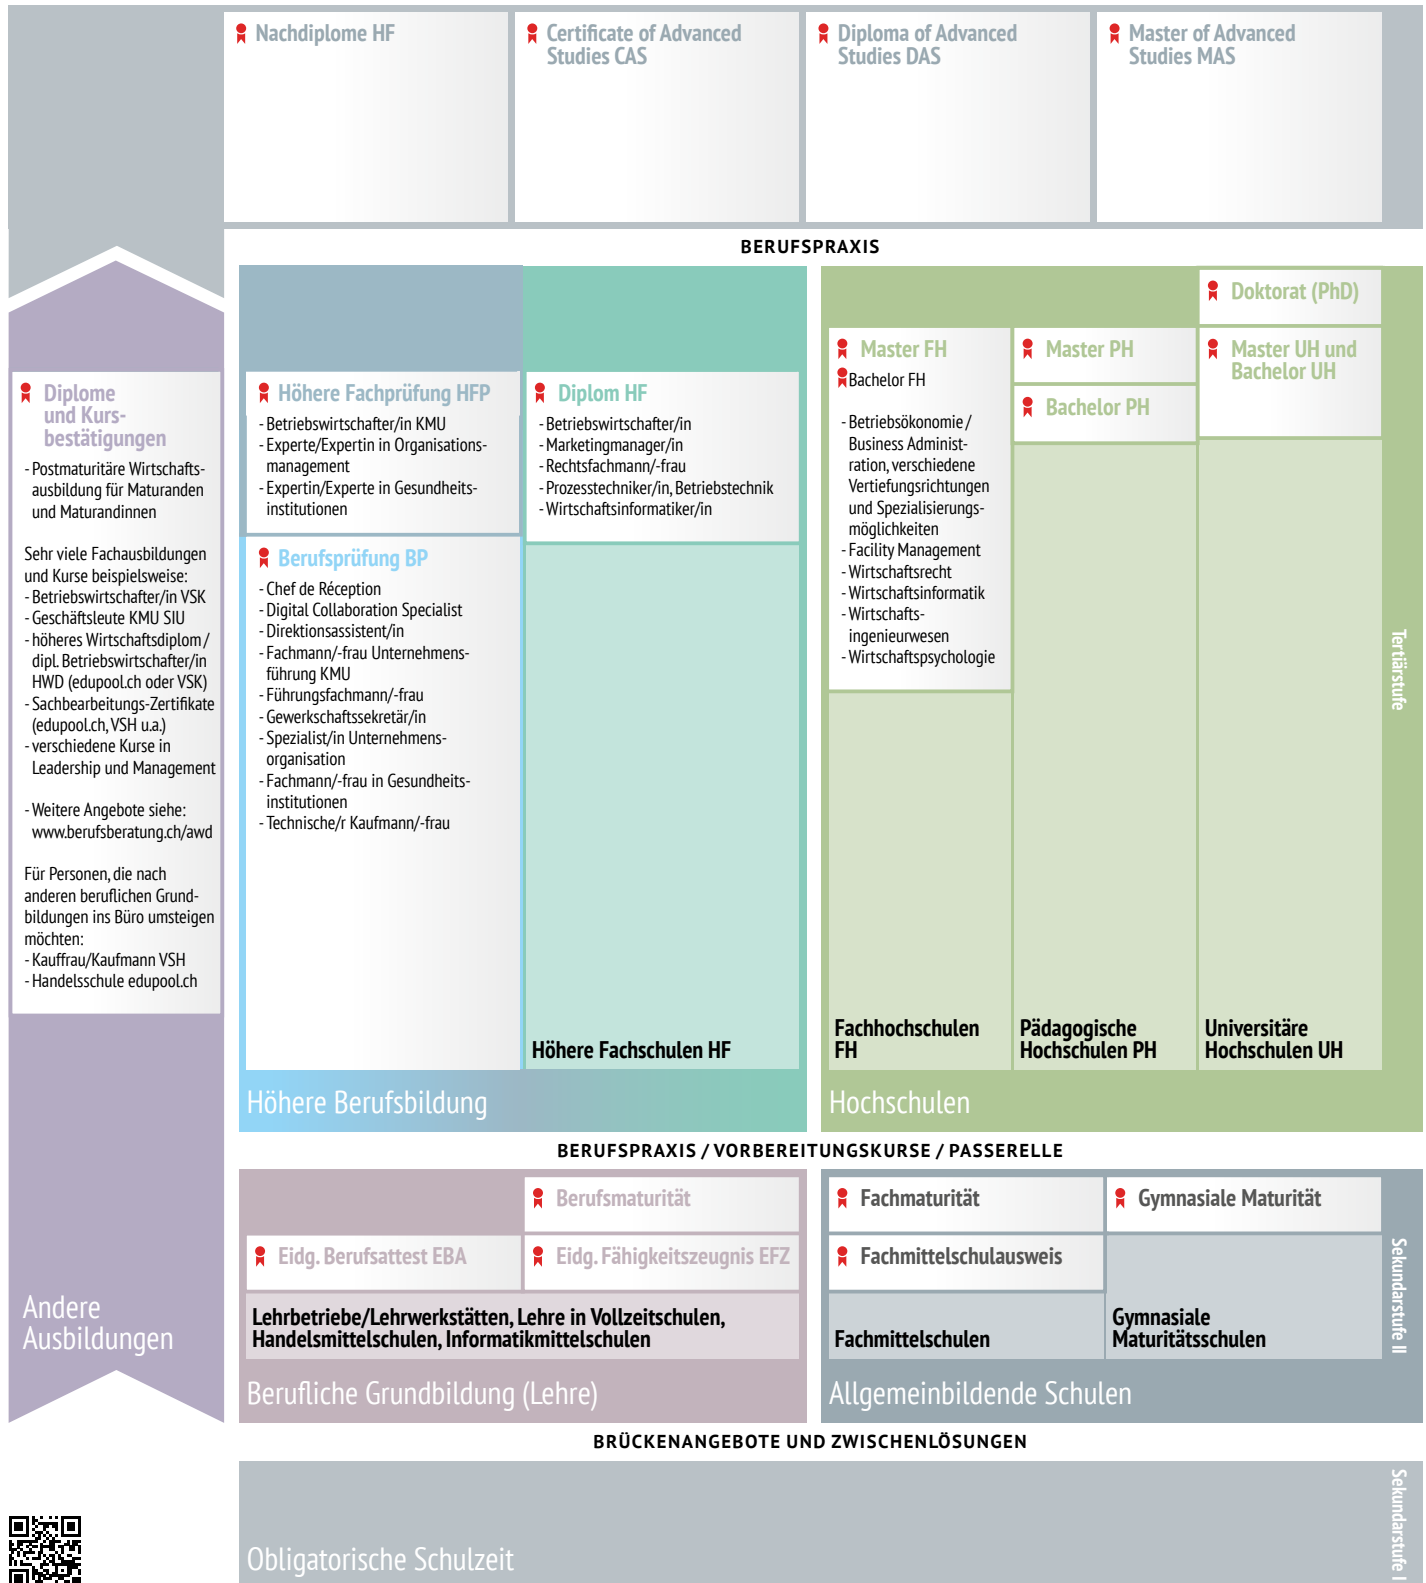 Nachdiplome HF
Certificate of Advanced
Studies CAS
Diploma of Advanced
Studies DAS
Master of Advanced
Studies MAS
BERUFSPRAXIS
Diplome
und Kurs-
bestätigungen
- Postmaturitäre Wirtschafts-
ausbildung für Maturanden
und Maturandinnen
Sehr viele Fachausbildungen
und Kurse beispielsweise:
- Betriebswirtschafter/in VSK
- Geschäftsleute KMU SIU
- höheres Wirtschaftsdiplom /
dipl. Betriebswirtschafter/in
HWD (edupool.ch oder VSK)
- Sachbearbeitungs-Zertifikate
(edupool.ch, VSH u.a.)
- verschiedene Kurse in
Leadership und Management
- Weitere Angebote siehe:
www.berufsberatung.ch/awd
Für Personen, die nach
anderen beruflichen Grund-
bildungen ins Büro umsteigen
möchten:
- Kauffrau/Kaufmann VSH
- Handelsschule edupool.ch
Andere
Ausbildungen
Höhere Fachprüfung HFP
- Betriebswirtschafter/in KMU
- Experte/Expertin in Organisations-
management
- Expertin/Experte in Gesundheits-
institutionen
Berufsprüfung BP
- Chef de Réception
- Digital Collaboration Specialist
- Direktionsassistent/in
- Fachmann/-frau Unternehmens-
führung KMU
- Führungsfachmann/-frau
- Gewerkschaftssekretär/in
- Spezialist/in Unternehmens-
organisation
- Fachmann/-frau in Gesundheits-
institutionen
- Technische/r Kaufmann/-frau
Diplom HF
- Betriebswirtschafter/in
- Marketingmanager/in
- Rechtsfachmann/-frau
- Prozesstechniker/in, Betriebstechnik
- Wirtschaftsinformatiker/in
Höhere Fachschulen HF
Höhere Berufsbildung
Master FH
Bachelor FH
- Betriebsökonomie /
Business Administ-
ration, verschiedene
Vertiefungsrichtungen
und Spezialisierungs-
möglichkeiten
- Facility Management
- Wirtschaftsrecht
- Wirtschaftsinformatik
- Wirtschafts-
ingenieurwesen
- Wirtschaftspsychologie
Fachhochschulen
FH
Master PH
Bachelor PH
Pädagogische
Hochschulen PH
Doktorat (PhD)
Master UH und
Bachelor UH
Universitäre
Hochschulen UH
Hochschulen
Tertiärstufe
BERUFSPRAXIS / VORBEREITUNGSKURSE / PASSERELLE
Berufsmaturität
Eidg. Berufsattest EBA
Eidg. Fähigkeitszeugnis EFZ
Lehrbetriebe/Lehrwerkstätten, Lehre in Vollzeitschulen,
Handelsmittelschulen, Informatikmittelschulen
Berufliche Grundbildung (Lehre)
Fachmaturität
Fachmittelschulausweis
Fachmittelschulen
Gymnasiale Maturität
Gymnasiale
Maturitätsschulen
Allgemeinbildende Schulen
Sekundarstufe II
BRÜCKENANGEBOTE UND ZWISCHENLÖSUNGEN
Obligatorische Schulzeit
Sekundarstufe I